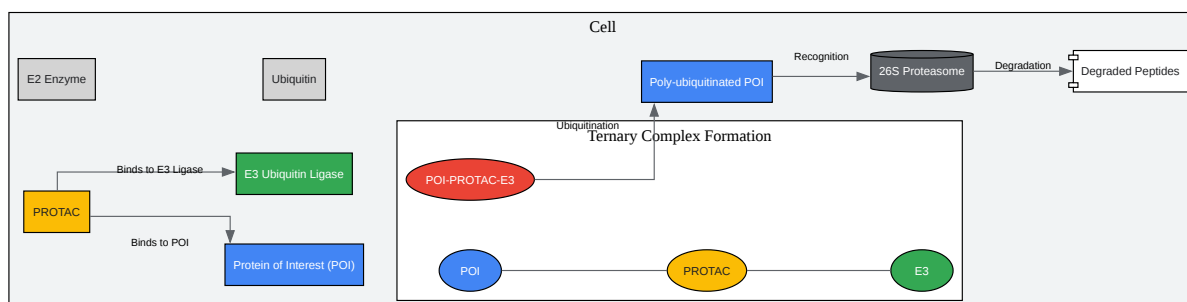 Cell
E2 Enzyme
Ubiquitin
Poly-ubiquitinated POI
Recognition
26S Proteasome
Degradation
Degraded Peptides
Ubiquitination
Ternary Complex Formation
Binds to E3 Ligase
E3 Ubiquitin Ligase
POI-PROTAC-E3
PROTAC
Binds to POI
Protein of Interest (POI)
POI
PROTAC
E3